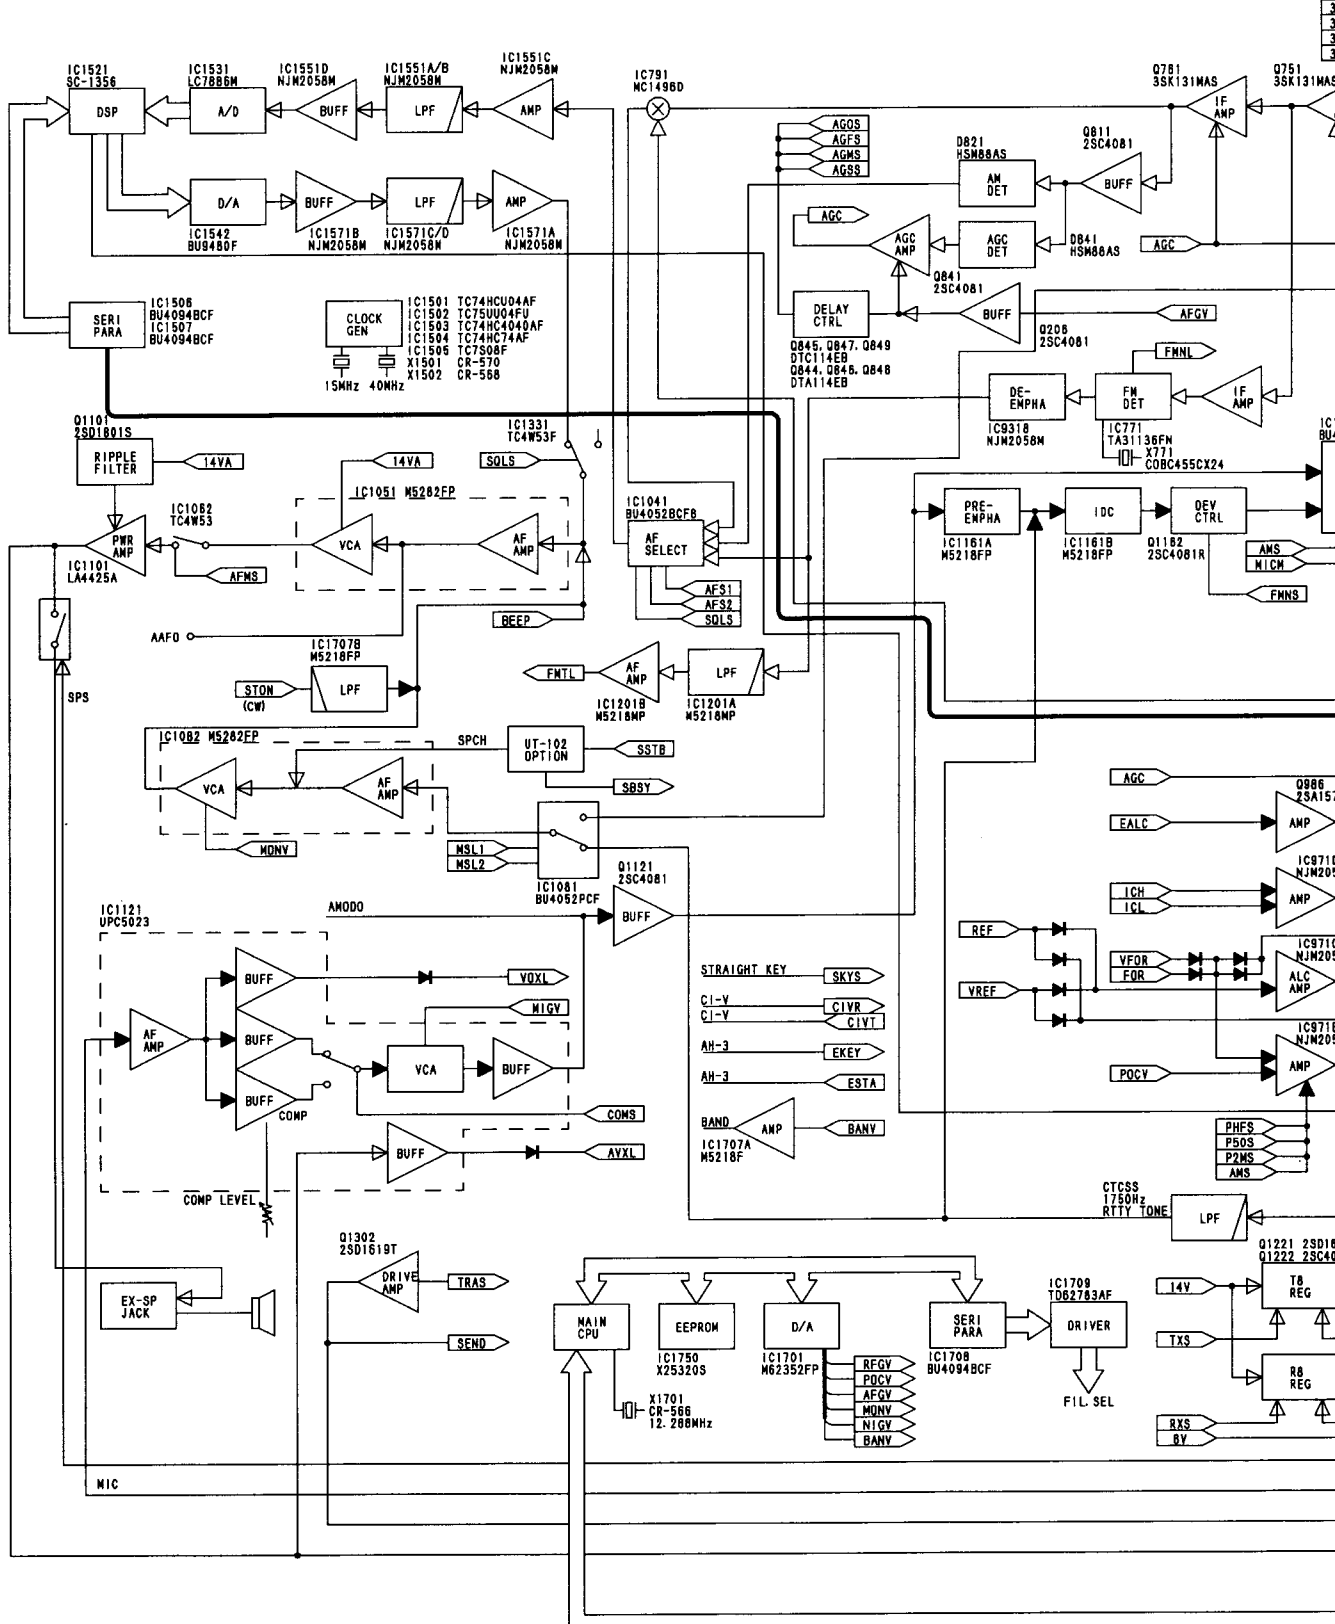 IC1521
SC-1356
DSP
IC1531
LC78B6M
A/D
IC1551D
NJM2058M
BUFF
IC1551A/B
NJM2058M
LPF
IC1551C
NJM2058M
AMP
IC791
MC1496D
Q761
3SK131MAS
IF
AMP
Q751
3SK131MAS
AGOS
AGFS
AGMS
AGSS
D821
HSM88AS
AM
DET
Q811
2SC4081
BUFF
D/A
IC1542
BU9480F
BUFF
IC1571B
NJM2058M
LPF
IC1571C/D
NJM2058M
AMP
IC1571A
NJM2058M
AGC
AGC
AMP
Q841
2SC4081
AGC
DET
D841
HSM88AS
AGC
SERI
PARA
IC1506
BU4094BCF
IC1507
BU4094BCF
CLOCK
GEN
15MHz 40MHz
IC1501 TC74HCU04AF
IC1502 TC75UU04FU
IC1503 TC74HC4040AF
IC1504 TC74HC74AF
IC1505 TC7S08F
X1501 CR-570
X1502 CR-568
DELAY
CTRL
Q845, Q847, Q849
DTC114EB
Q844, Q846, Q848
DTA114EB
BUFF
Q206
2SC4081
AFGV
FMNL
DE-
EMPHA
IC9318
NJM2058M
FM
DET
IC771
TA31136FN
X771
COBC455CX24
IF
AMP
Q1101
2SD1801S
RIPPLE
FILTER
14VA
14VA
SQLS
IC1331
TC4W53F
IC1051 M5282FP
VCA
AF
AMP
IC1062
TC4W53
PWR
AMP
IC1101
LA4425A
AFMS
IC1041
BU4052BCFB
AF
SELECT
AFS1
AFS2
SQLS
PRE-
EMPHA
IC1161A
M5218FP
IDC
IC1161B
M5218FP
DEV
CTRL
Q1162
2SC4081R
AMS
MICM
FMNS
BEEP
AAFO
SPS
IC1707B
M5218FP
STON
(CW)
LPF
FMTL
AF
AMP
IC1201B
M5218MP
LPF
IC1201A
M5218MP
IC1082 M5282FP
VCA
AF
AMP
SPCH
UT-102
OPTION
SSTB
SBSY
MONV
MSL1
MSL2
IC1081
BU4052PCF
Q1121
2SC4081
BUFF
AGC
EALC
Q986
AMP
ICH
ICL
AMP
REF
VREF
VFOR
FOR
ALC
AMP
POCV
AMP
PHFS
P50S
P2MS
AMS
IC1121
UPC5023
AMODO
AF
AMP
BUFF
VOXL
MIGV
BUFF
VCA
BUFF
BUFF
COMP
COMS
BUFF
AVXL
COMP LEVEL
STRAIGHT KEY
SKYS
CI-V
CIVR
CI-V
CIVT
AH-3
EKEY
AH-3
ESTA
BAND
AMP
BANV
IC1707A
M5218F
CTCSS
1750Hz
RTTY TONE
LPF
Q1302
2SD1619T
DRIVE
AMP
TRAS
SEND
EX-SP
JACK
MAIN
CPU
X1701
CR-566
12.288MHz
EEPROM
IC1750
X25320S
D/A
IC1701
M62352FP
RFGV
POCV
AFGV
MONV
NIGV
BANV
SERI
PARA
IC1708
BU4094BCF
DRIVER
IC1709
TD62783AF
FIL.SEL
14V
TXS
T8
REG
R8
REG
RXS
8V
MIC